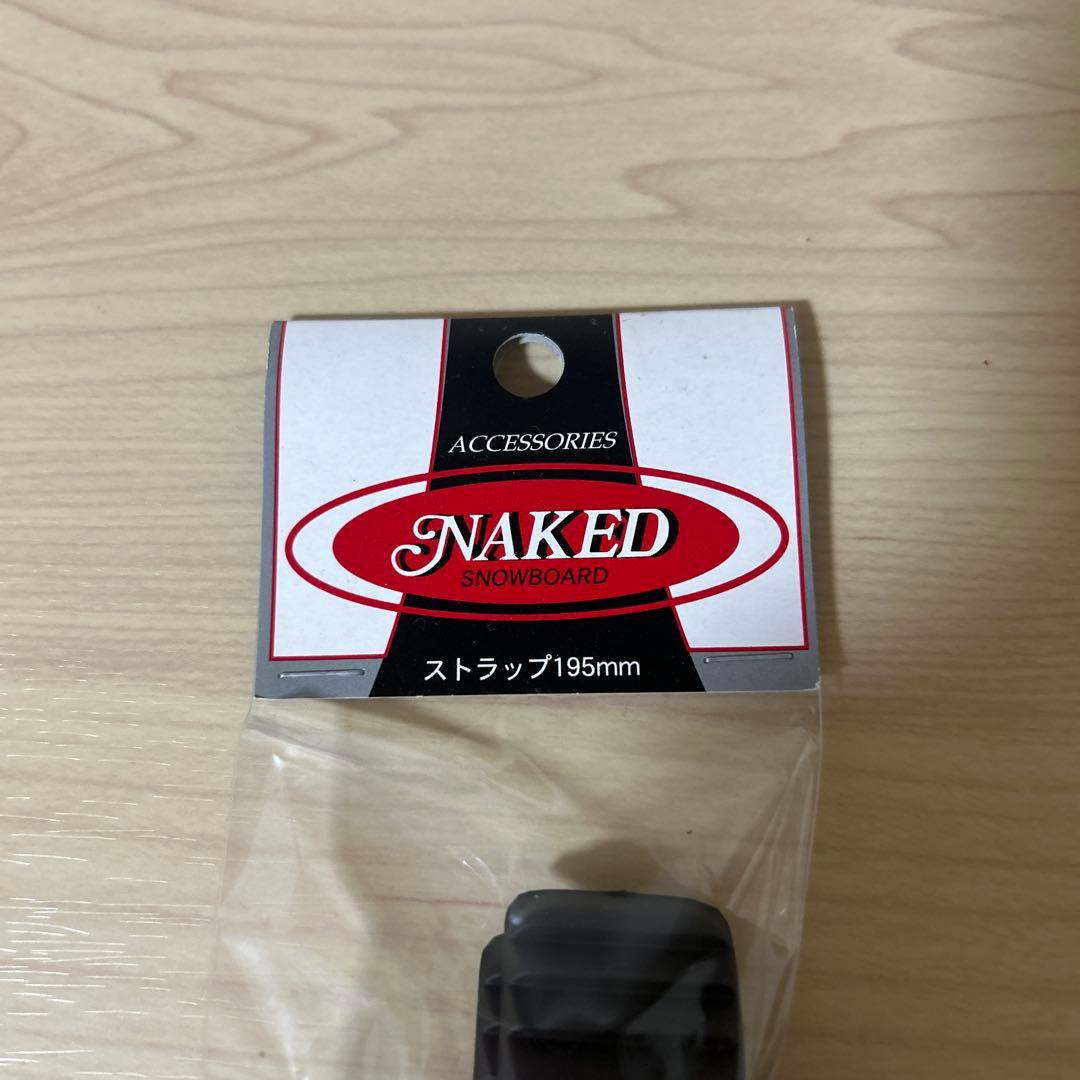 ACCESSORIES
NAKED
SNOWBOARD
ストラップ195mm